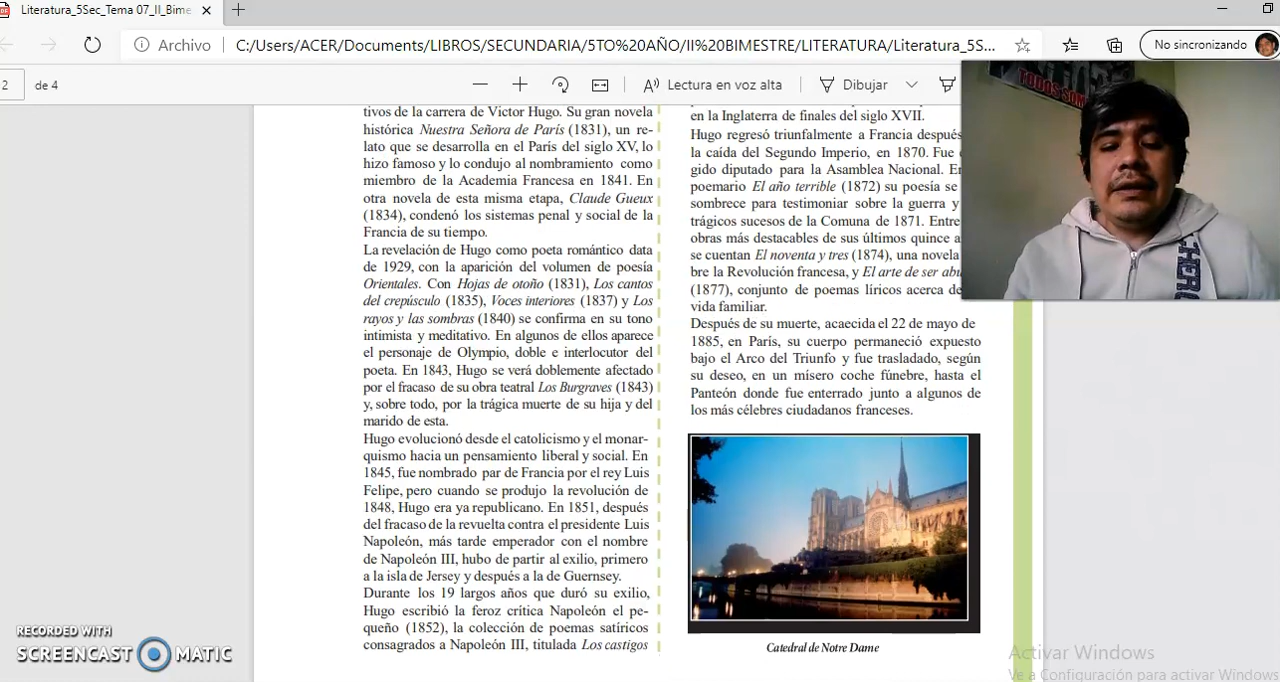 Literatura_5Sec_Tema 07_II_Bime
Archivo
C:/Users/ACER/Documents/LIBROS/SECUNDARIA/5TO%20AÑO/II%20BIMESTRE/LITERATURA/Literatura_5S...
No sincronizando
2 de 4
Lectura en voz alta
Dibujar
TODOS SOM
tivos de la carrera de Victor Hugo. Su gran novela
histórica Nuestra Señora de París (1831), un re-
lato que se desarrolla en el París del siglo XV, lo
hizo famoso y lo condujo al nombramiento como
miembro de la Academia Francesa en 1841. En
otra novela de esta misma etapa, Claude Gueux
(1834), condenó los sistemas penal y social de la
Francia de su tiempo.
La revelación de Hugo como poeta romántico data
de 1929, con la aparición del volumen de poesía
Orientales. Con Hojas de otoño (1831), Los cantos
del crepúsculo (1835), Voces interiores (1837) y Los
rayos y las sombras (1840) se confirma en su tono
intimista y meditativo. En algunos de ellos aparece
el personaje de Olympio, doble e interlocutor del
poeta. En 1843, Hugo se verá doblemente afectado
por el fracaso de su obra teatral Los Burgraves (1843)
y, sobre todo, por la trágica muerte de su hija y del
marido de esta.
Hugo evolucionó desde el catolicismo y el monar-
quismo hacia un pensamiento liberal y social. En
1845, fue nombrado par de Francia por el rey Luis
Felipe, pero cuando se produjo la revolución de
1848, Hugo era ya republicano. En 1851, después
del fracaso de la revuelta contra el presidente Luis
Napoleón, más tarde emperador con el nombre
de Napoleón III, hubo de partir al exilio, primero
a la isla de Jersey y después a la de Guernsey.
Durante los 19 largos años que duró su exilio,
Hugo escribió la feroz crítica Napoleón el pe-
queño (1852), la colección de poemas satíricos
consagrados a Napoleón III, titulada Los castigos
en la Inglaterra de finales del siglo XVII.
Hugo regresó triunfalmente a Francia después
la caída del Segundo Imperio, en 1870. Fue
gido diputado para la Asamblea Nacional. En
poemario El año terrible (1872) su poesía se
sombrece para testimoniar sobre la guerra y
trágicos sucesos de la Comuna de 1871. Entre
obras más destacables de sus últimos quince a
se cuentan El noventa y tres (1874), una novela
bre la Revolución francesa, y El arte de ser abu
(1877), conjunto de poemas líricos acerca de
vida familiar.
Después de su muerte, acaecida el 22 de mayo de
1885, en París, su cuerpo permaneció expuesto
bajo el Arco del Triunfo y fue trasladado, según
su deseo, en un mísero coche fúnebre, hasta el
Panteón donde fue enterrado junto a algunos de
los más célebres ciudadanos franceses.
Catedral de Notre Dame
RECORDED WITH
SCREENCAST MATIC
Activar Windows
Ve a Configuración para activar Windows